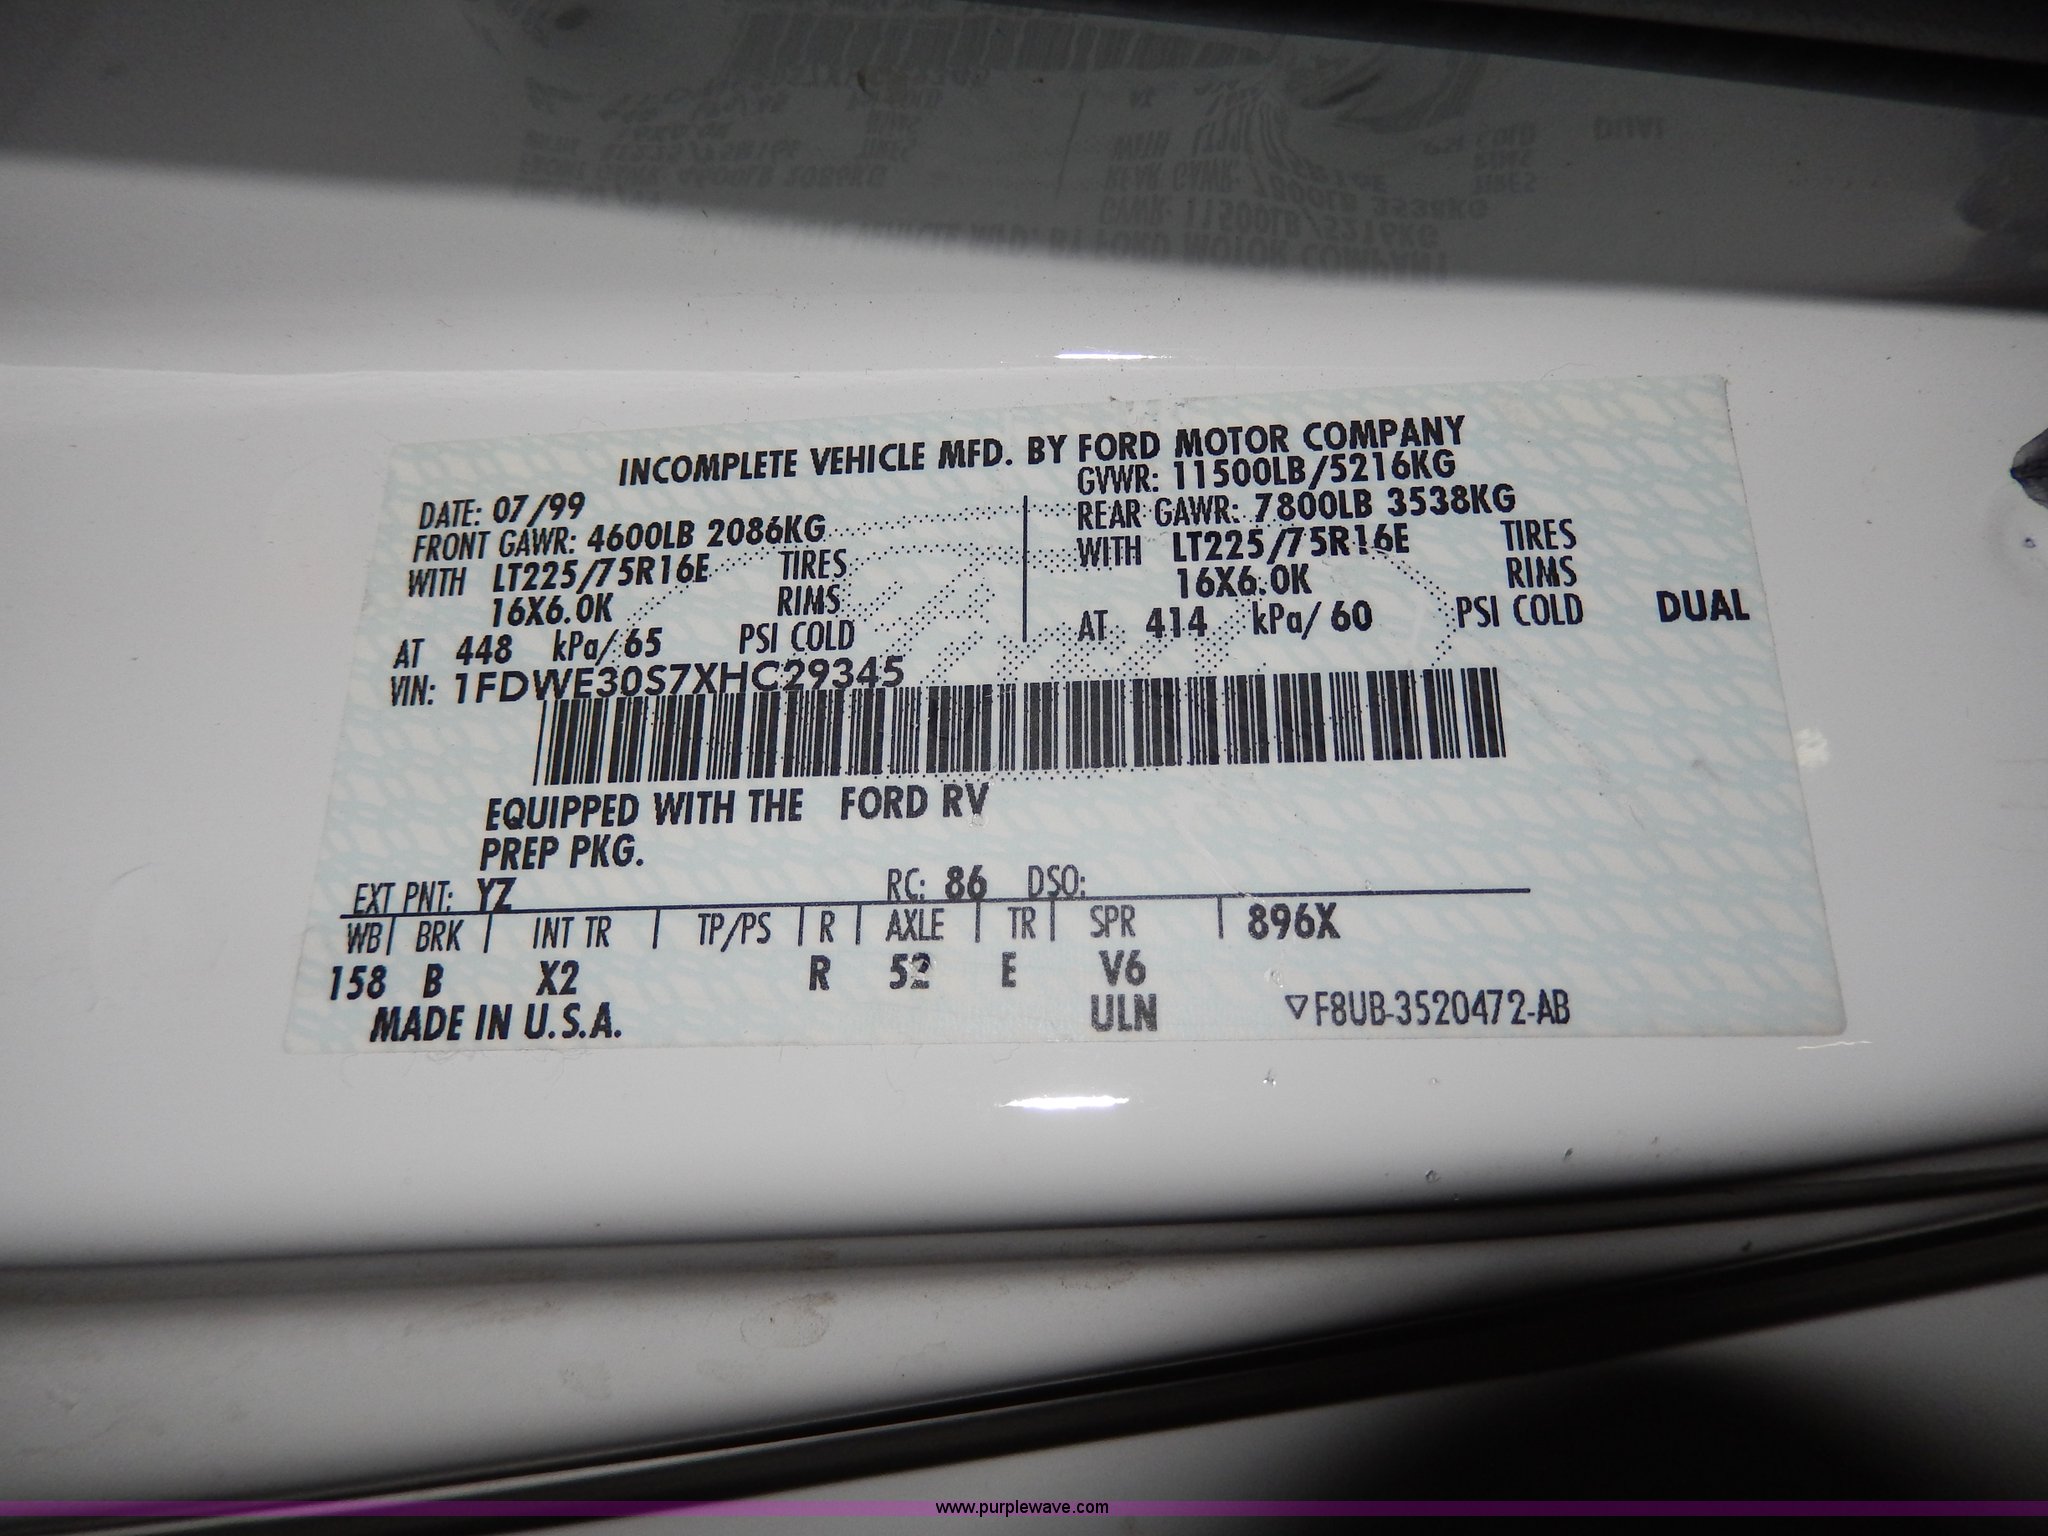 INCOMPLETE VEHICLE MFD. BY FORD MOTOR COMPANY
DATE: 07/99
GVWR: 11500LB/5216KG
FRONT GAWR: 4600LB 2086KG
REAR GAWR: 7800LB 3538KG
WITH LT225/75R16E TIRES
WITH LT225/75R16E TIRES
16X6.0K RIMS
16X6.0K RIMS
AT 448 kPa/ 65 PSI COLD
AT 414 kPa/ 60 PSI COLD DUAL
VIN: 1FDWE30S7XHC29345
EQUIPPED WITH THE FORD RV
PREP PKG.
EXT PNT: YZ RC: 86 DSO:
WB | BRK | INT TR | TP/PS | R | AXLE | TR | SPR | 896X
158 B X2 R 52 E V6
MADE IN U.S.A. ULN ▽F8UB-3520472-AB
www.purplewave.com